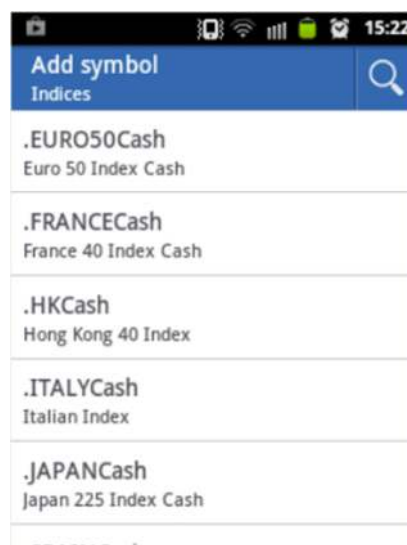 15:22
Add symbol
Indices
.EURO50Cash
Euro 50 Index Cash
.FRANCECash
France 40 Index Cash
.HKCash
Hong Kong 40 Index
.ITALYCash
Italian Index
.JAPANCash
Japan 225 Index Cash